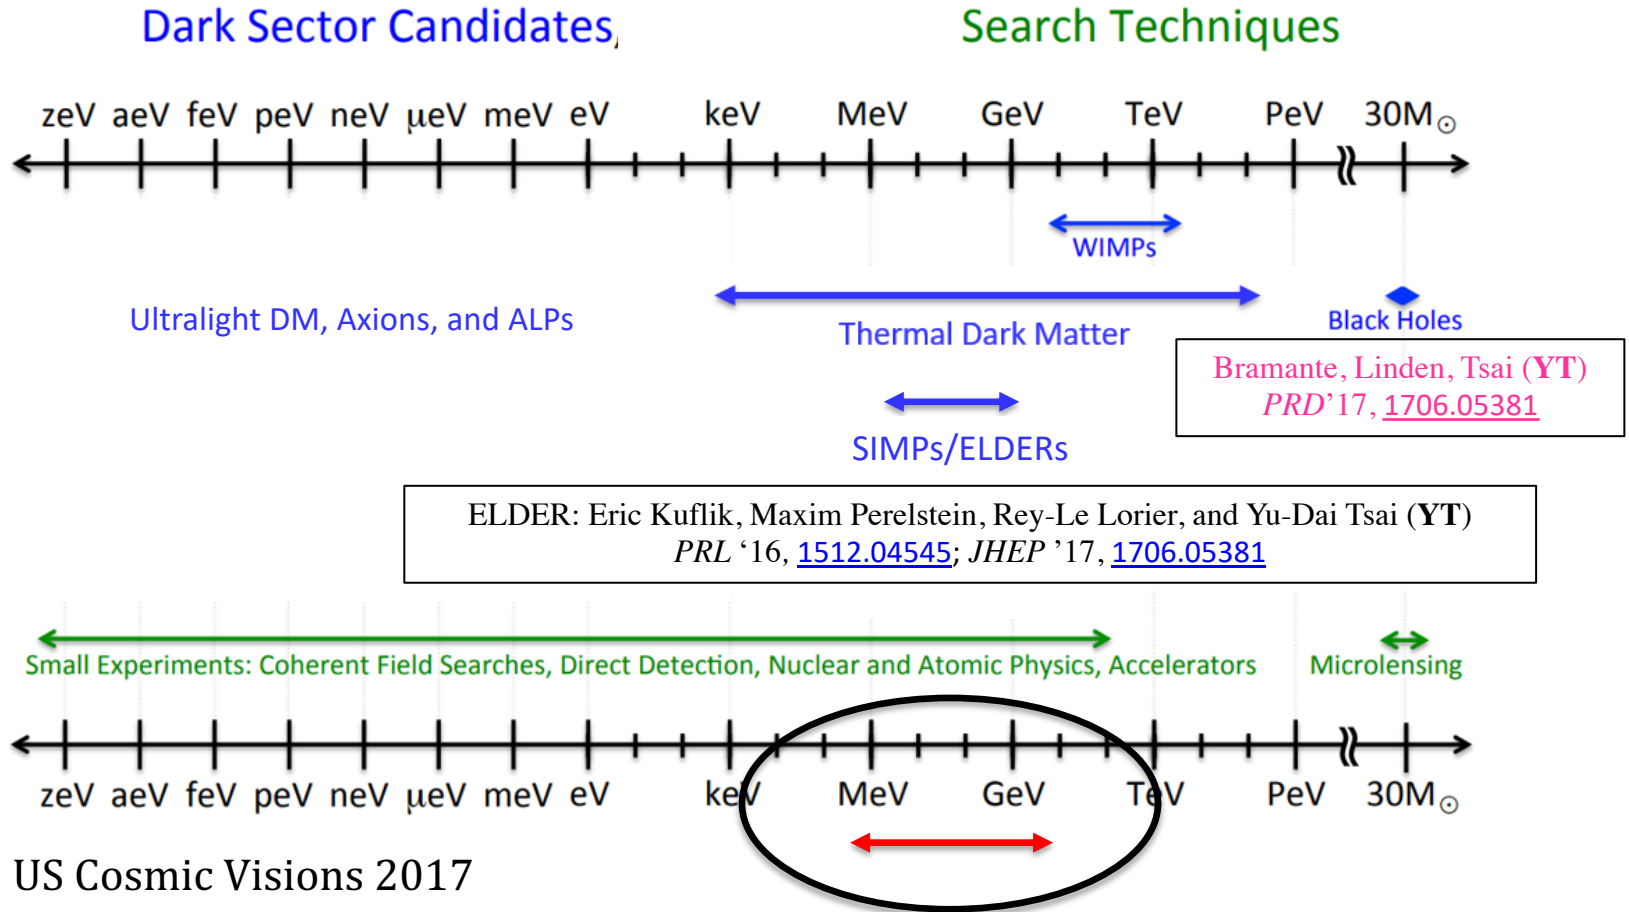 Dark Sector Candidates, Search Techniques
zeV aeV feV peV neV μeV meV eV keV MeV GeV TeV PeV 30M☉
WIMPs
Ultralight DM, Axions, and ALPs
Thermal Dark Matter
Black Holes
Bramante, Linden, Tsai (YT)
PRD’17, 1706.05381
SIMPs/ELDERs
ELDER: Eric Kuflik, Maxim Perelstein, Rey-Le Lorier, and Yu-Dai Tsai (YT)
PRL ‘16, 1512.04545; JHEP ’17, 1706.05381
Small Experiments: Coherent Field Searches, Direct Detection, Nuclear and Atomic Physics, Accelerators Microlensing
zeV aeV feV peV neV μeV meV eV keV MeV GeV TeV PeV 30M☉
US Cosmic Visions 2017